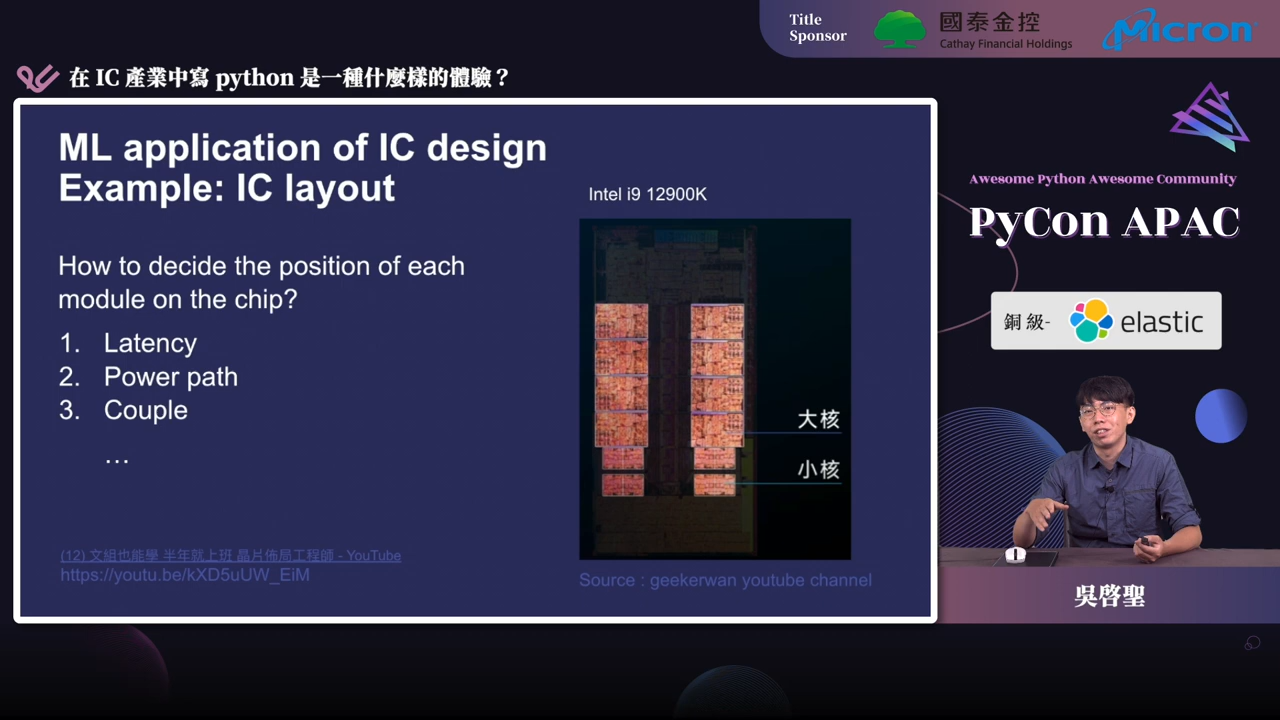 Title
Sponsor
國泰金控
Cathay Financial Holdings
Micron
在 IC 產業中寫 python 是一種什麼樣的體驗？
ML application of IC design
Example: IC layout
Intel i9 12900K
How to decide the position of each
module on the chip?
1. Latency
2. Power path
3. Couple
…
大核
小核
(12) 文組也能學 半年就上班 晶片佈局工程師 - YouTube
https://youtu.be/kXD5uUW_EiM
Source : geekerwan youtube channel
Awesome Python Awesome Community
PyCon APAC
銅級-
elastic
吳啓聖